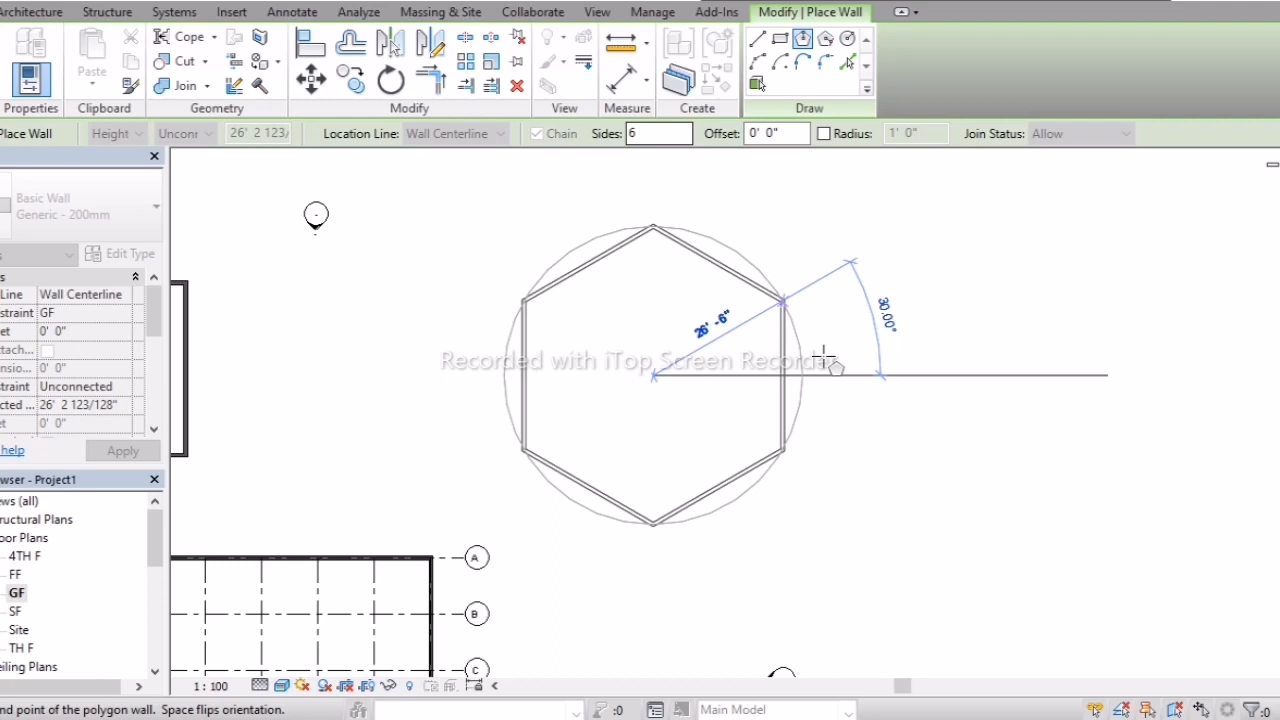 rchitecture Structure Systems Insert Annotate Analyze Massing & Site Collaborate View Manage Add-Ins Modify | Place Wall
Cope
Paste
Cut
Join
Properties Clipboard Geometry Modify View Measure Create Draw
Place Wall Height Unconr 26' 2 123/ Location Line: Wall Centerline Chain Sides: 6 Offset: 0' 0" Radius: 1' 0" Join Status: Allow
Basic Wall
Generic - 200mm
s Edit Type
s
Line Wall Centerline
straint GF
et 0' 0"
ttach...
nsio... 0' 0"
straint Unconnected
cted ... 26' 2 123/128"
et 0' 0"
help Apply
wser - Project1
ws (all)
ructural Plans
oor Plans
4TH F
FF
GF
SF
Site
TH F
eiling Plans
-
26' -6"
30.00°
Recorded with iTop Screen Recorder
A
B
C
1 : 100
nd point of the polygon wall. Space flips orientation. :0 Main Model :0